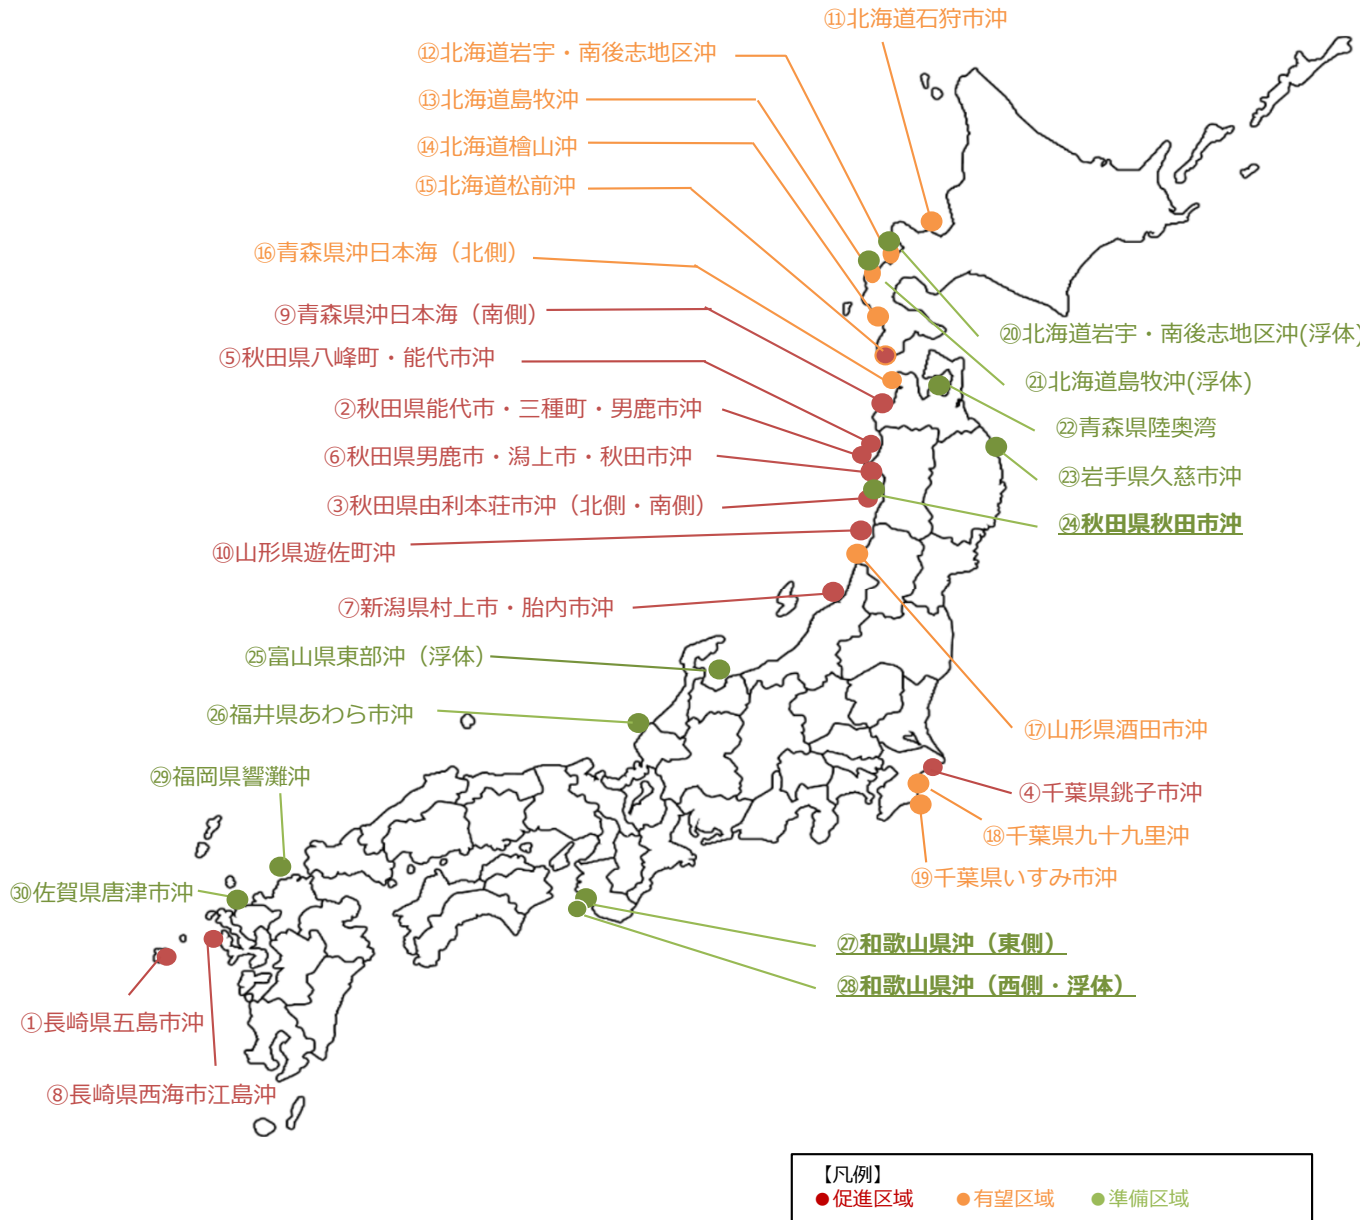 ⑪北海道石狩市沖
⑫北海道岩宇・南後志地区沖
⑬北海道島牧沖
⑭北海道檜山沖
⑮北海道松前沖
⑯青森県沖日本海（北側）
⑨青森県沖日本海（南側）
⑤秋田県八峰町・能代市沖
②秋田県能代市・三種町・男鹿市沖
⑥秋田県男鹿市・潟上市・秋田市沖
③秋田県由利本荘市沖（北側・南側）
⑩山形県遊佐町沖
⑦新潟県村上市・胎内市沖
㉕富山県東部沖（浮体）
㉖福井県あわら市沖
㉙福岡県響灘沖
㉚佐賀県唐津市沖
①長崎県五島市沖
⑧長崎県西海市江島沖
⑳北海道岩宇・南後志地区沖(浮体)
㉑北海道島牧沖(浮体)
㉒青森県陸奥湾
㉓岩手県久慈市沖
㉔秋田県秋田市沖
⑰山形県酒田市沖
④千葉県銚子市沖
⑱千葉県九十九里沖
⑲千葉県いすみ市沖
㉗和歌山県沖（東側）
㉘和歌山県沖（西側・浮体）
【凡例】
●促進区域 ●有望区域 ●準備区域